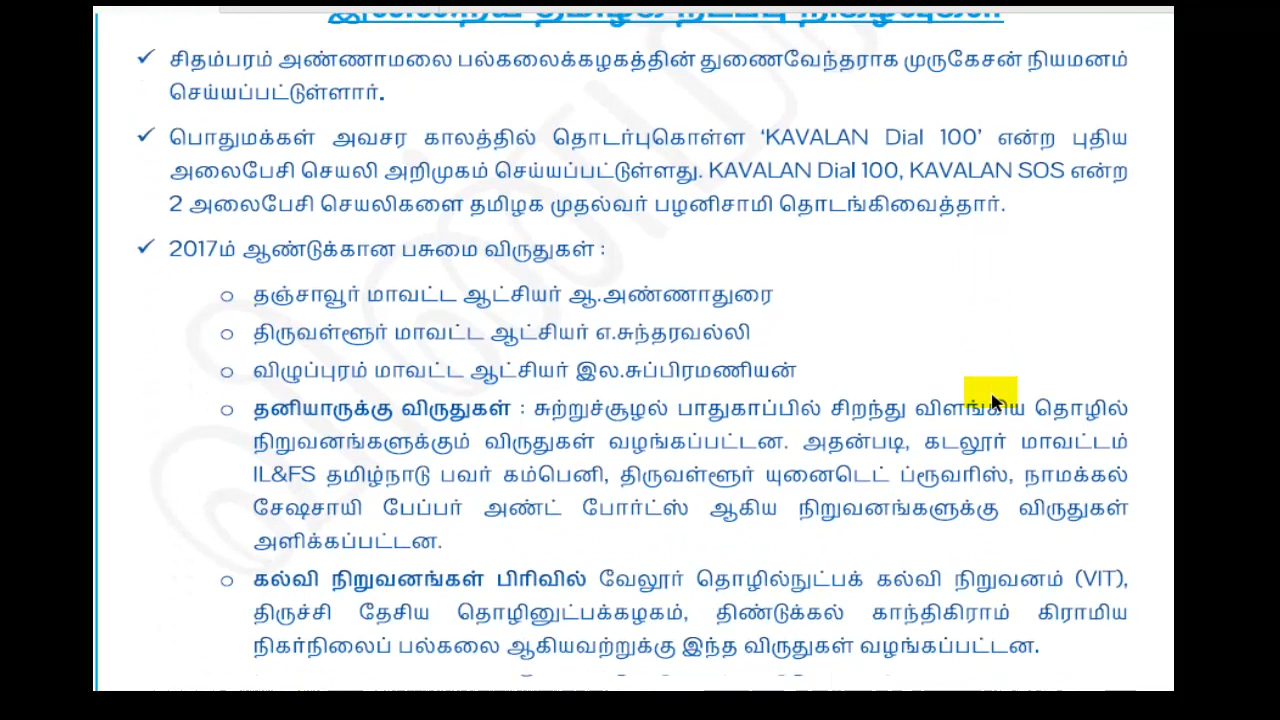 சிதம்பரம் அண்ணாமலை பல்கலைக்கழகத்தின் துணைவேந்தராக முருகேசன் நியமனம்
செய்யப்பட்டுள்ளார்.
பொதுமக்கள் அவசர காலத்தில் தொடர்புகொள்ள ‘KAVALAN Dial 100’ என்ற புதிய
அலைபேசி செயலி அறிமுகம் செய்யப்பட்டுள்ளது. KAVALAN Dial 100, KAVALAN SOS என்ற
2 அலைபேசி செயலிகளை தமிழக முதல்வர் பழனிசாமி தொடங்கிவைத்தார்.
2017ம் ஆண்டுக்கான பசுமை விருதுகள் :
தஞ்சாவூர் மாவட்ட ஆட்சியர் ஆ.அண்ணாதுரை
திருவள்ளூர் மாவட்ட ஆட்சியர் எ.சுந்தரவல்லி
விழுப்புரம் மாவட்ட ஆட்சியர் இல.சுப்பிரமணியன்
தனியாருக்கு விருதுகள் : சுற்றுச்சூழல் பாதுகாப்பில் சிறந்து விளங்கிய தொழில்
நிறுவனங்களுக்கும் விருதுகள் வழங்கப்பட்டன. அதன்படி, கடலூர் மாவட்டம்
IL&FS தமிழ்நாடு பவர் கம்பெனி, திருவள்ளூர் யுனைடெட் ப்ரூவரிஸ், நாமக்கல்
சேஷசாயி பேப்பர் அண்ட் போர்ட்ஸ் ஆகிய நிறுவனங்களுக்கு விருதுகள்
அளிக்கப்பட்டன.
கல்வி நிறுவனங்கள் பிரிவில் வேலூர் தொழில்நுட்பக் கல்வி நிறுவனம் (VIT),
திருச்சி தேசிய தொழினுட்பக்கழகம், திண்டுக்கல் காந்திகிராம் கிராமிய
நிகர்நிலைப் பல்கலை ஆகியவற்றுக்கு இந்த விருதுகள் வழங்கப்பட்டன.